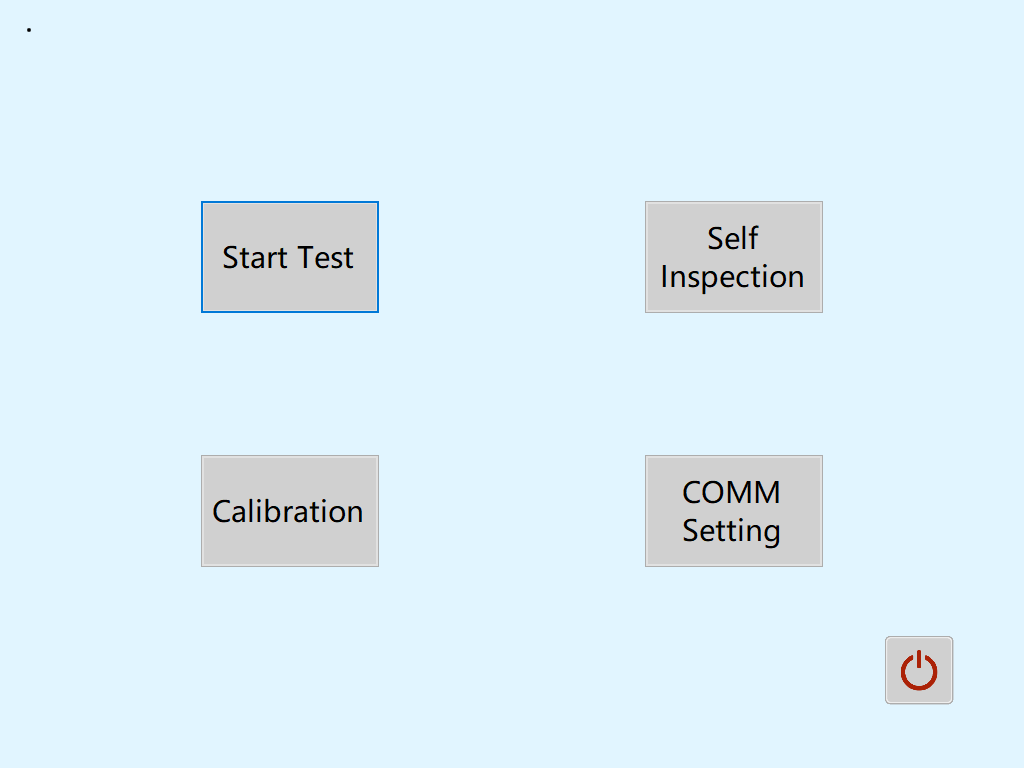 Start Test
Self
Inspection
Calibration
COMM
Setting